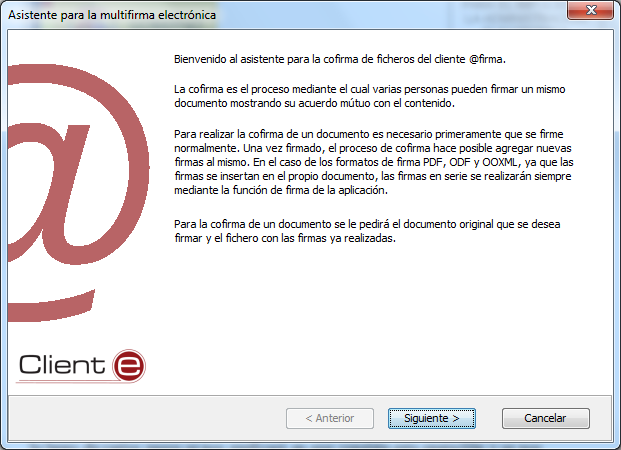 Asistente para la multifirma electrónica
Bienvenido al asistente para la cofirma de ficheros del cliente @firma.
La cofirma es el proceso mediante el cual varias personas pueden firmar un mismo
documento mostrando su acuerdo mútuo con el contenido.
Para realizar la cofirma de un documento es necesario primeramente que se firme
normalmente. Una vez firmado, el proceso de cofirma hace posible agregar nuevas
firmas al mismo. En el caso de los formatos de firma PDF, ODF y OOXML, ya que las
firmas se insertan en el propio documento, las firmas en serie se realizarán siempre
mediante la función de firma de la aplicación.
Para la cofirma de un documento se le pedirá el documento original que se desea
firmar y el fichero con las firmas ya realizadas.
@
Client e
< Anterior
Siguiente >
Cancelar